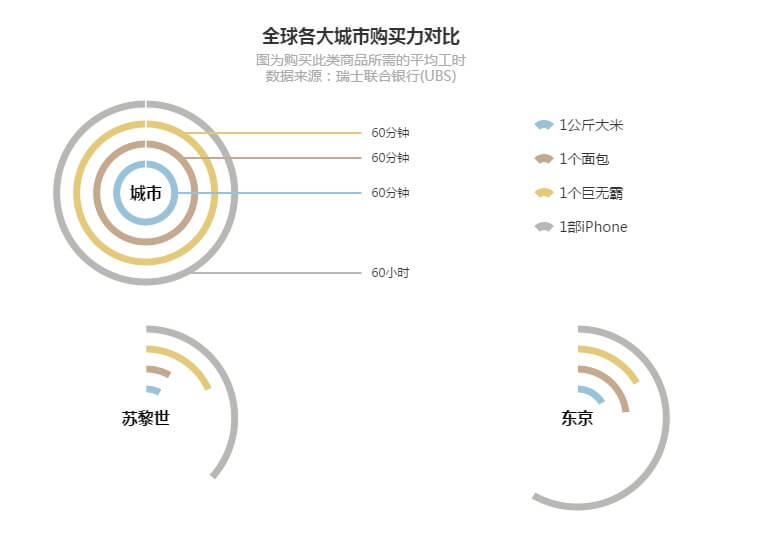 全球各大城市购买力对比
图为购买此类商品所需的平均工时
数据来源：瑞士联合银行(UBS)
60分钟
60分钟
城市
60分钟
60小时
1公斤大米
1个面包
1个巨无霸
1部iPhone
苏黎世
东京